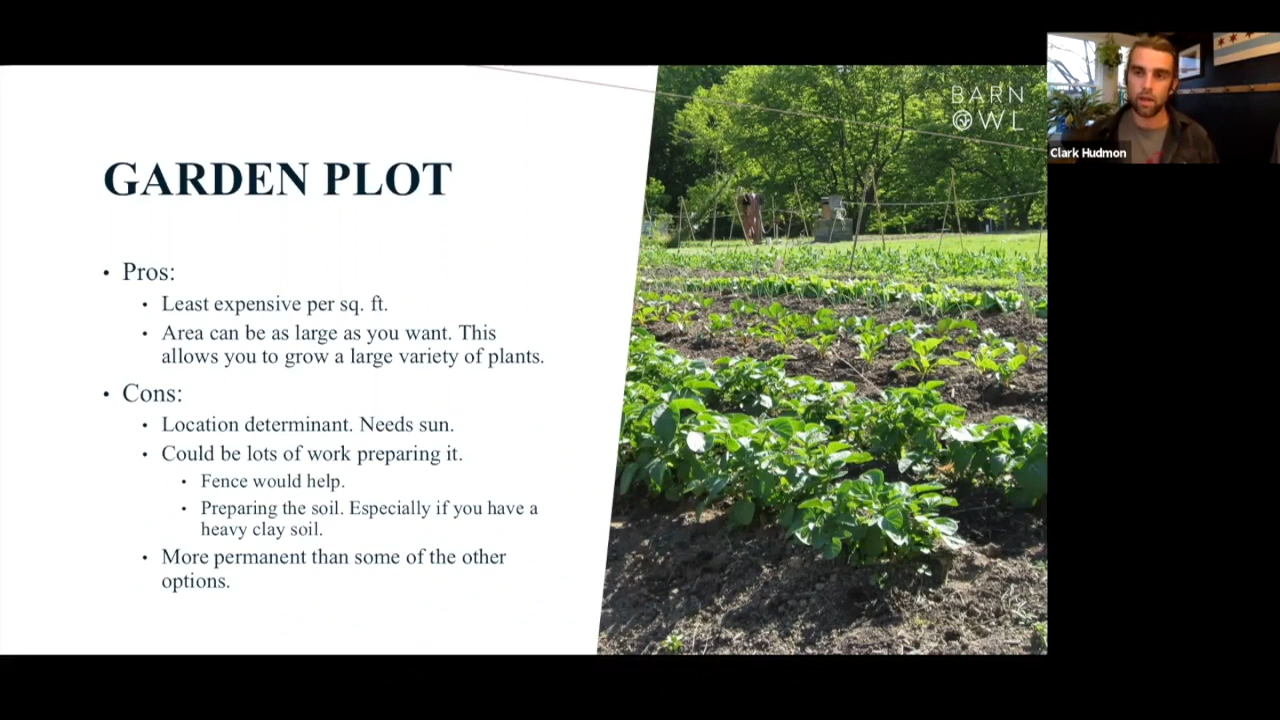 BARN
OWL
Clark Hudmon
GARDEN PLOT
• Pros:
• Least expensive per sq. ft.
• Area can be as large as you want. This
allows you to grow a large variety of plants.
• Cons:
• Location determinant. Needs sun.
• Could be lots of work preparing it.
• Fence would help.
• Preparing the soil. Especially if you have a
heavy clay soil.
• More permanent than some of the other
options.